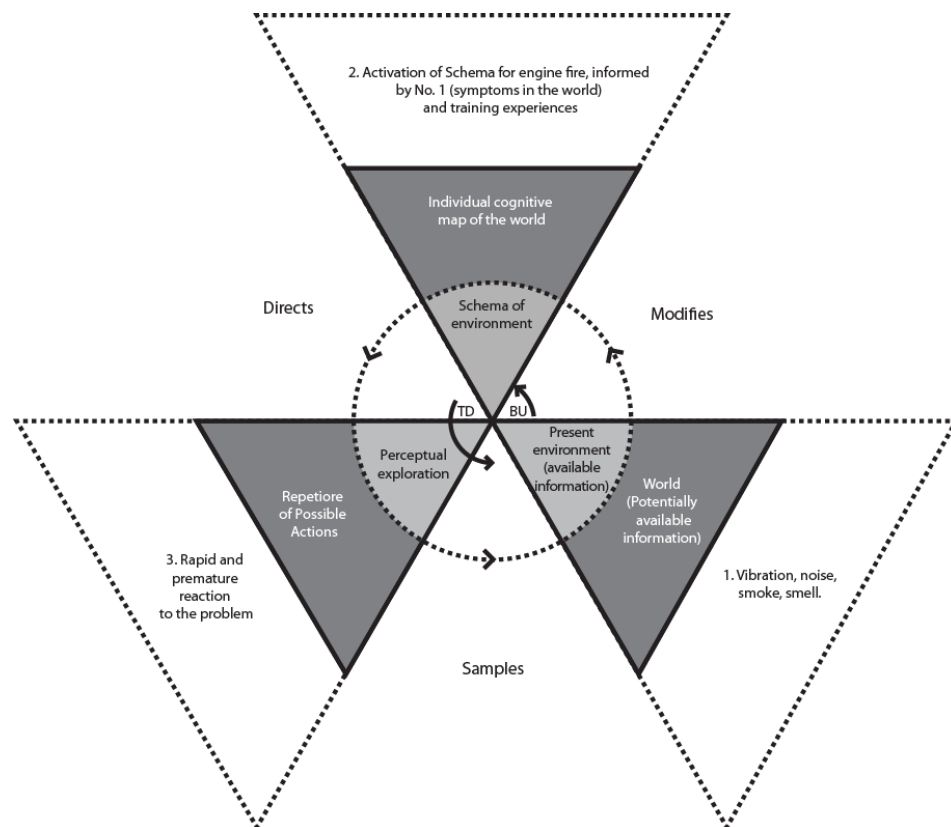 2. Activation of Schema for engine fire, informed
by No. 1 (symptoms in the world)
and training experiences
Individual cognitive
map of the world
Directs
Schema of
environment
Modifies
TD
BU
Perceptual
exploration
Present
environment
(available
information)
Repetiore
of Possible
Actions
World
(Potentially
available
information)
3. Rapid and
premature
reaction
to the problem
1. Vibration, noise,
smoke, smell.
Samples